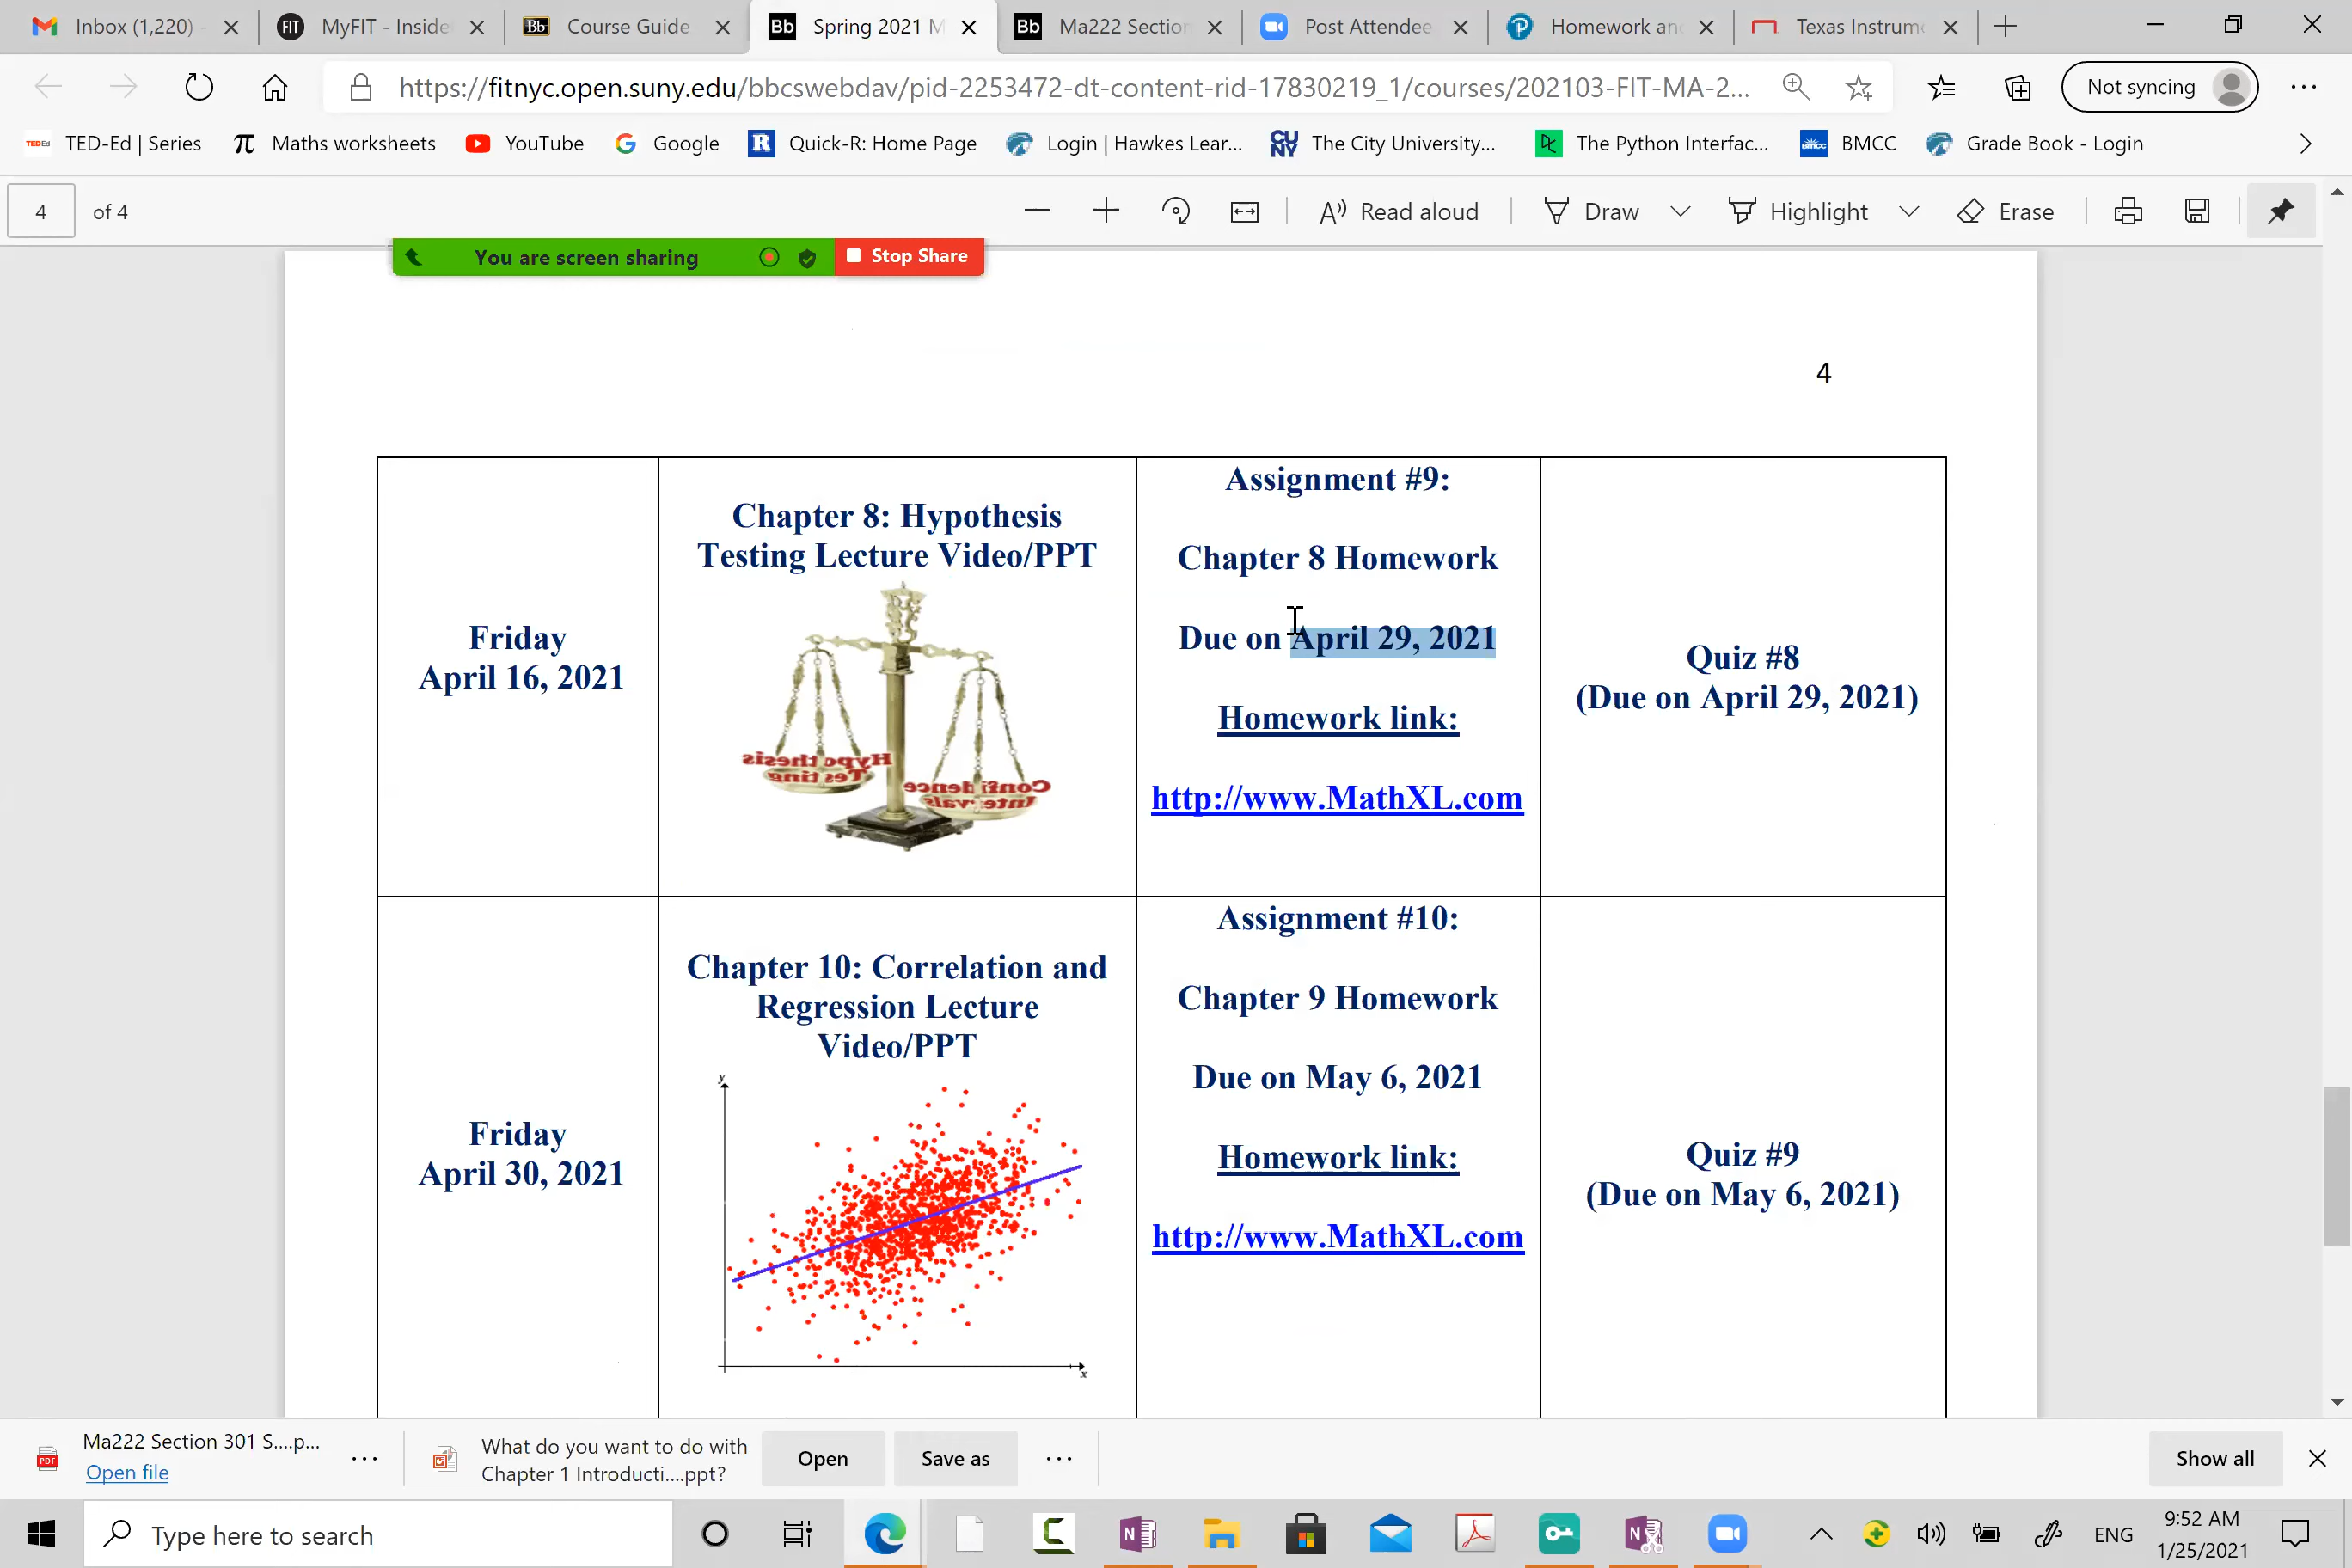 Inbox (1,220)
MyFIT - Inside
Course Guide
Spring 2021 M
Ma222 Section
Post Attendee
Homework and
Texas Instrume
https://fitnyc.open.suny.edu/bbcswebdav/pid-2253472-dt-content-rid-17830219_1/courses/202103-FIT-MA-2...
Not syncing
TED-Ed | Series
Maths worksheets
YouTube
Google
Quick-R: Home Page
Login | Hawkes Lear...
The City University...
The Python Interfac...
BMCC
Grade Book - Login
4 of 4
Read aloud
Draw
Highlight
Erase
You are screen sharing
Stop Share
4
Friday
April 16, 2021
Chapter 8: Hypothesis
Testing Lecture Video/PPT
Hypothesis
Testing
Confidence
Intervals
Assignment #9:
Chapter 8 Homework
Due on April 29, 2021
Homework link:
http://www.MathXL.com
Quiz #8
(Due on April 29, 2021)
Friday
April 30, 2021
Chapter 10: Correlation and
Regression Lecture
Video/PPT
y
x
Assignment #10:
Chapter 9 Homework
Due on May 6, 2021
Homework link:
http://www.MathXL.com
Quiz #9
(Due on May 6, 2021)
Ma222 Section 301 S....p...
Open file
What do you want to do with
Chapter 1 Introducti....ppt?
Open
Save as
Show all
Type here to search
ENG
9:52 AM
1/25/2021